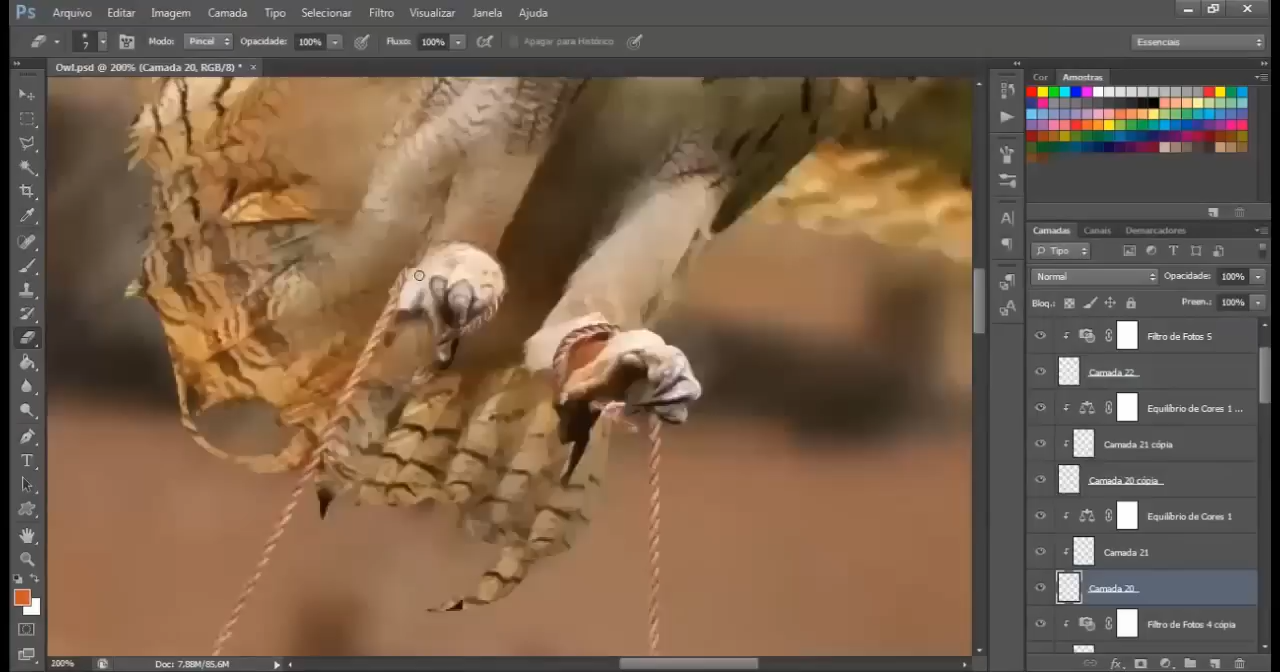 Ps Arquivo Editar Imagem Camada Tipo Selecionar Filtro Visualizar Janela Ajuda
7 Modo: Pincel Opacidade: 100% Fluxo: 100% Apagar para Histórico Essenciais
Owl.psd @ 200% (Camada 20, RGB/8) * ×
Cor Amostras
Camadas Canais Demarcadores
Tipo
Normal Opacidade: 100%
Bloq.: Preen.: 100%
Filtro de Fotos 5
Camada 22
Equilíbrio de Cores 1 ...
Camada 21 cópia
Camada 20 cópia
Equilíbrio de Cores 1
Camada 21
Camada 20
Filtro de Fotos 4 cópia
200% Doc: 7,88M/85,6M